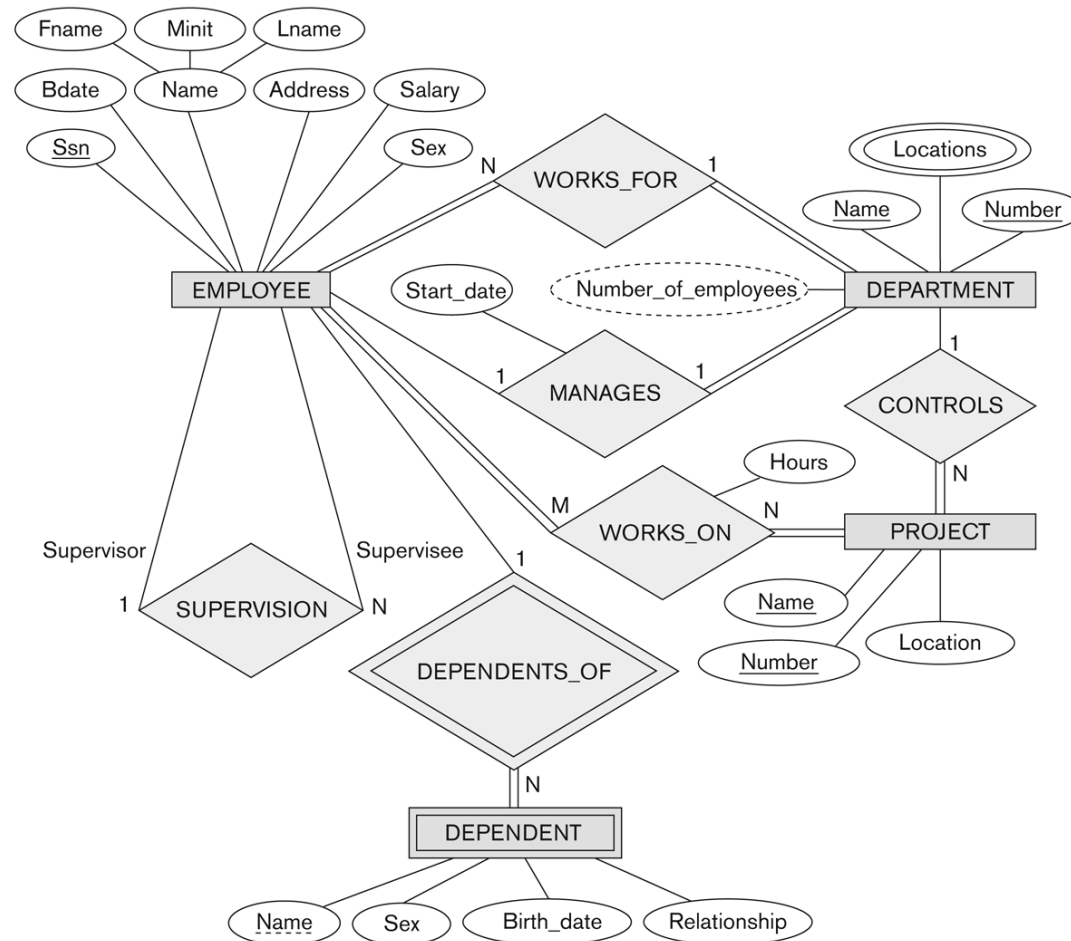 Fname
Minit
Lname
Bdate
Name
Address
Salary
Ssn
Sex
N
WORKS_FOR
1
Locations
Name
Number
EMPLOYEE
Start_date
Number_of_employees
DEPARTMENT
1
MANAGES
1
1
CONTROLS
N
Hours
M
WORKS_ON
N
PROJECT
Supervisor
Supervisee
1
SUPERVISION
N
1
Name
Number
Location
DEPENDENTS_OF
N
DEPENDENT
Name
Sex
Birth_date
Relationship